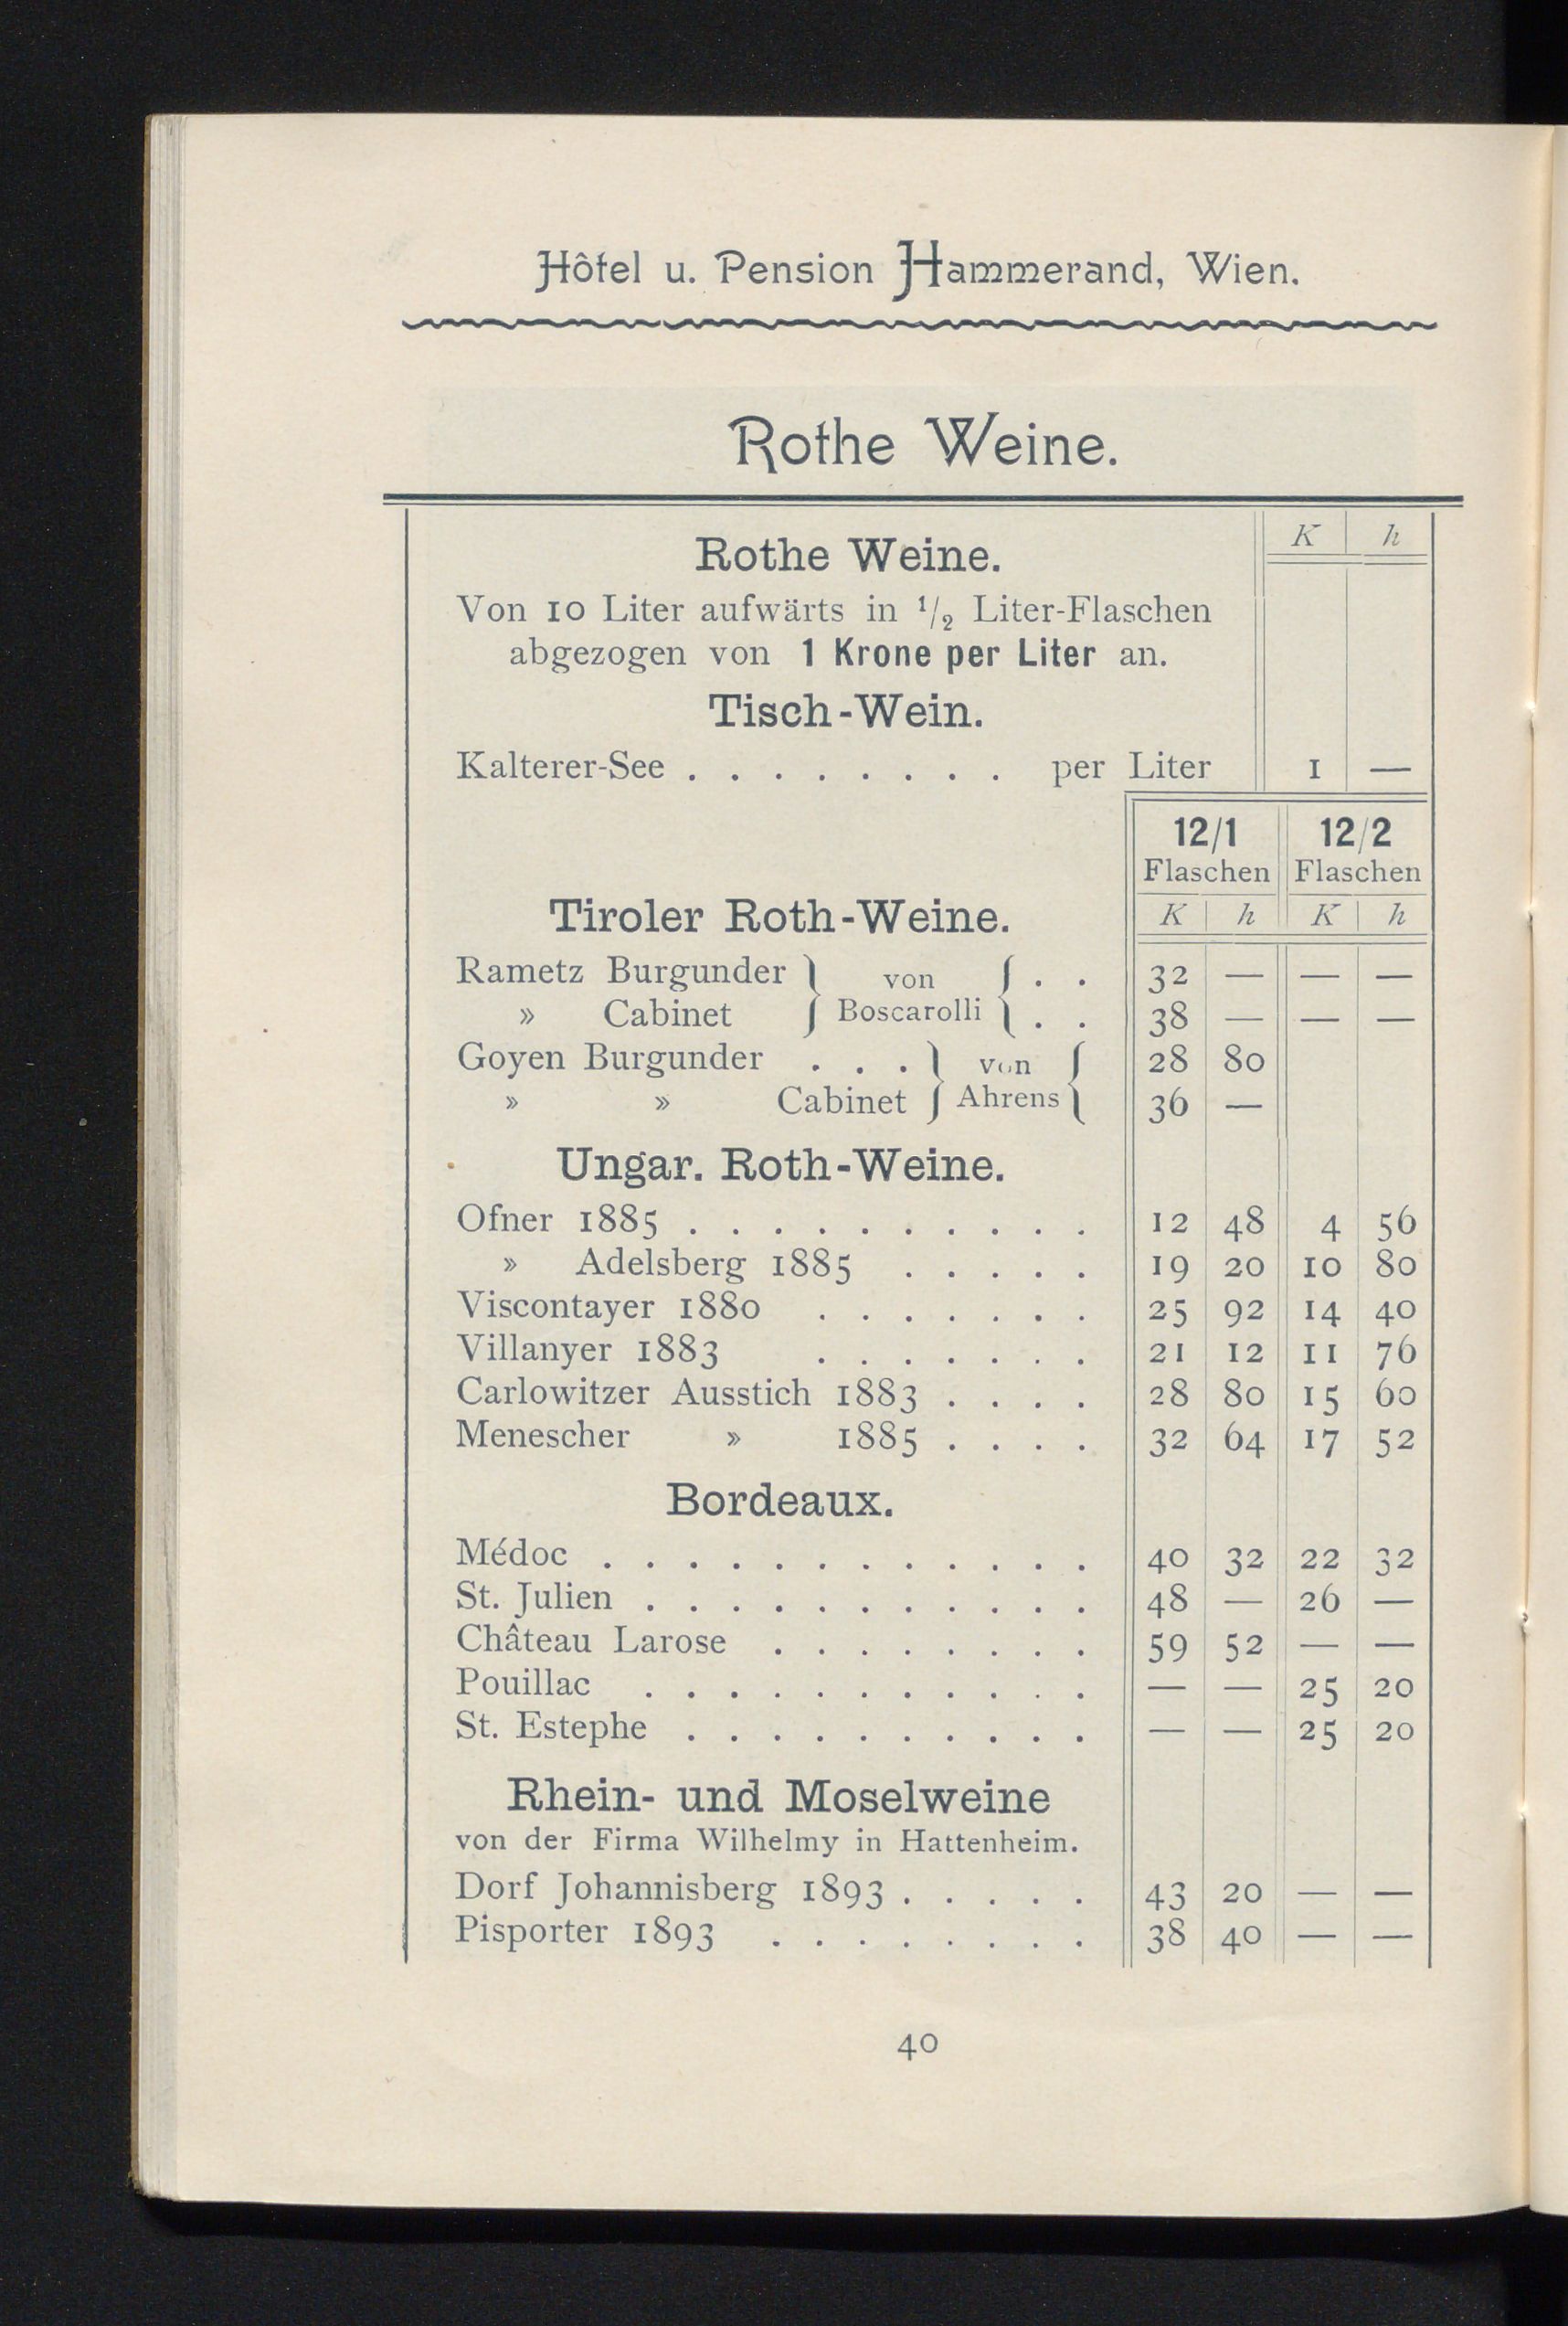 Hôtel u. Pension Hammerand, Wien.
Rothe Weine.
K h
Rothe Weine.
Von 10 Liter aufwärts in 1/2 Liter-Flaschen
abgezogen von 1 Krone per Liter an.
Tisch-Wein.
Kalterer-See . . . . . . . . per Liter 1 —
12/1 12/2
Flaschen Flaschen
Tiroler Roth-Weine. K h K h
Rametz Burgunder } von { . . 32 — — —
» Cabinet } Boscarolli { . . 38 — — —
Goyen Burgunder . . . } von { 28 80
» » Cabinet } Ahrens { 36 —
Ungar. Roth-Weine.
Ofner 1885 . . . . . . . . . . 12 48 4 56
» Adelsberg 1885 . . . . . 19 20 10 80
Viscontayer 1880 . . . . . . . 25 92 14 40
Villanyer 1883 . . . . . . . 21 12 11 76
Carlowitzer Ausstich 1883 . . . . 28 80 15 60
Menescher » 1885 . . . . 32 64 17 52
Bordeaux.
Médoc . . . . . . . . . . . . 40 32 22 32
St. Julien . . . . . . . . . . . 48 — 26 —
Château Larose . . . . . . . . 59 52 — —
Pouillac . . . . . . . . . . . — — 25 20
St. Estephe . . . . . . . . . . — — 25 20
Rhein- und Moselweine
von der Firma Wilhelmy in Hattenheim.
Dorf Johannisberg 1893 . . . . . 43 20 — —
Pisporter 1893 . . . . . . . . 38 40 — —
40